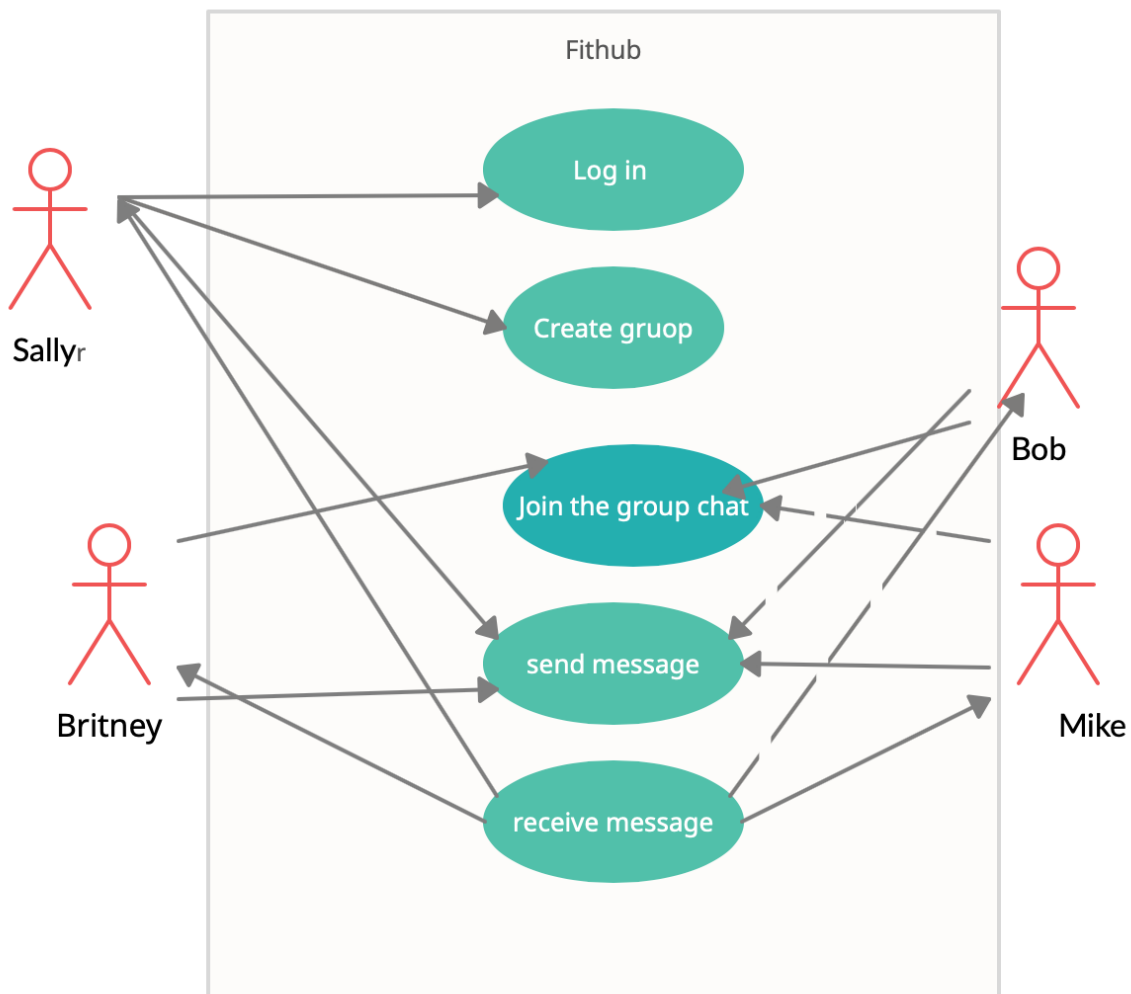 Fithub
Log in
Sallyr
Create gruop
Bob
Join the group chat
Britney
send message
Mike
receive message